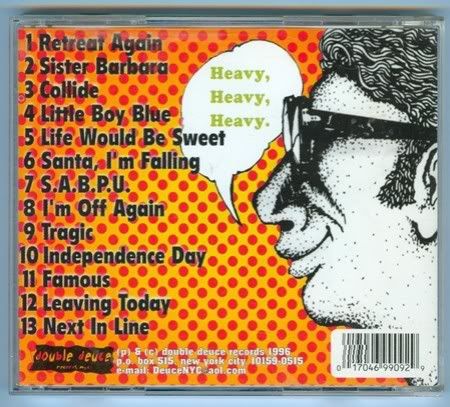 1 Retreat Again
2 Sister Barbara
3 Collide
4 Little Boy Blue
5 Life Would Be Sweet
6 Santa, I'm Falling
7 S.A.B.P.U.
8 I'm Off Again
9 Tragic
10 Independence Day
11 Famous
12 Leaving Today
13 Next In Line
Heavy,
Heavy,
Heavy.
double deuce
(p) & (c) double deuce records 1996
p.o. box 515, new york city 10159-0515
e-mail: DeuceNYC-aol.com
0 17046 99092 9